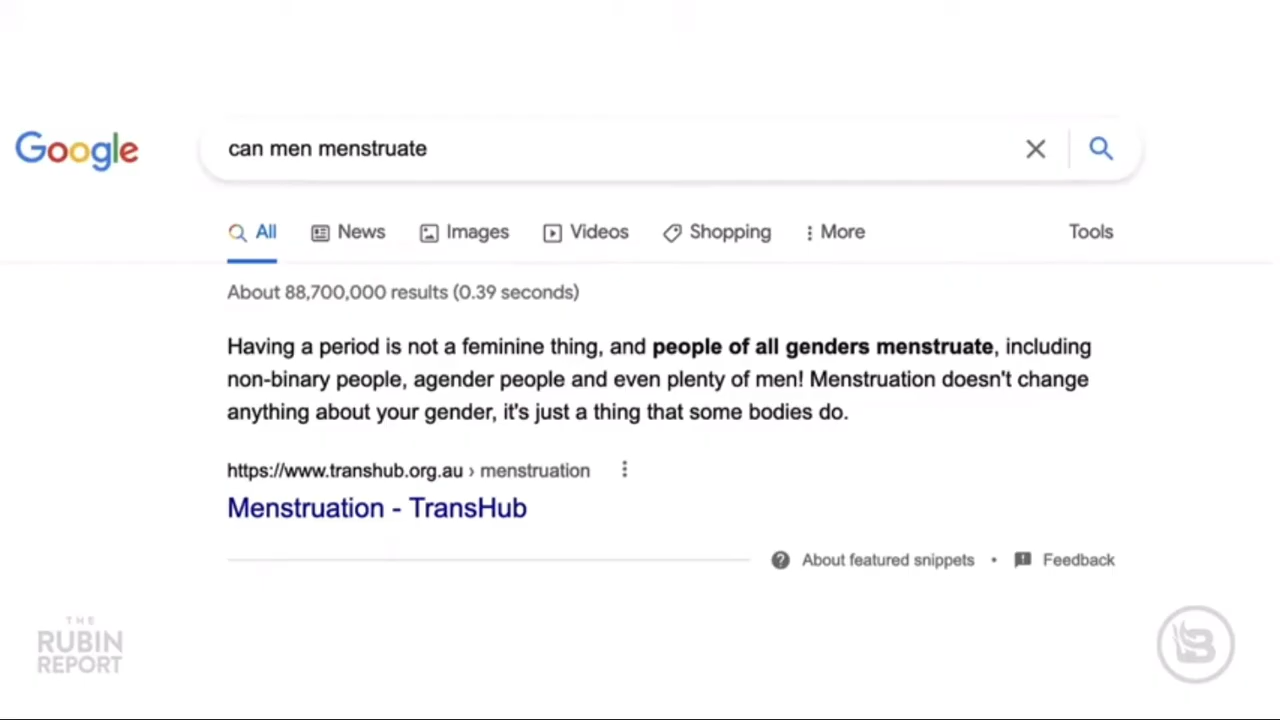 Google
can men menstruate
All News Images Videos Shopping More Tools
About 88,700,000 results (0.39 seconds)
Having a period is not a feminine thing, and people of all genders menstruate, including
non-binary people, agender people and even plenty of men! Menstruation doesn't change
anything about your gender, it's just a thing that some bodies do.
https://www.transhub.org.au › menstruation
Menstruation - TransHub
About featured snippets • Feedback
THE
RUBIN
REPORT
B